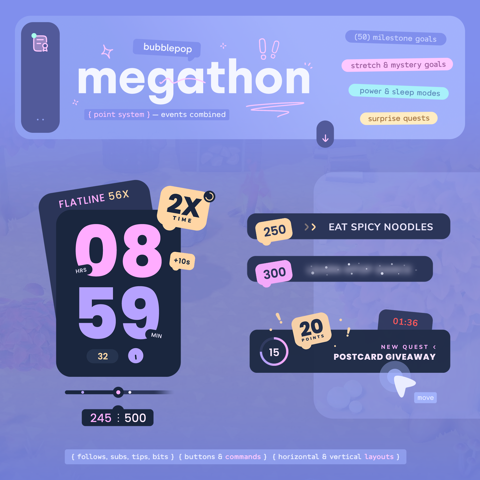 bubblepop
megathon
{ point system } — events combined
(50) milestone goals
stretch & mystery goals
power & sleep modes
surprise quests
FLATLINE 56X
2X
TIME
08
HRS
+10s
59
MIN
32
245 500
250
EAT SPICY NOODLES
300
01:36
20
POINTS
15
NEW QUEST
POSTCARD GIVEAWAY
move
{ follows, subs, tips, bits } { buttons & commands } { horizontal & vertical layouts }